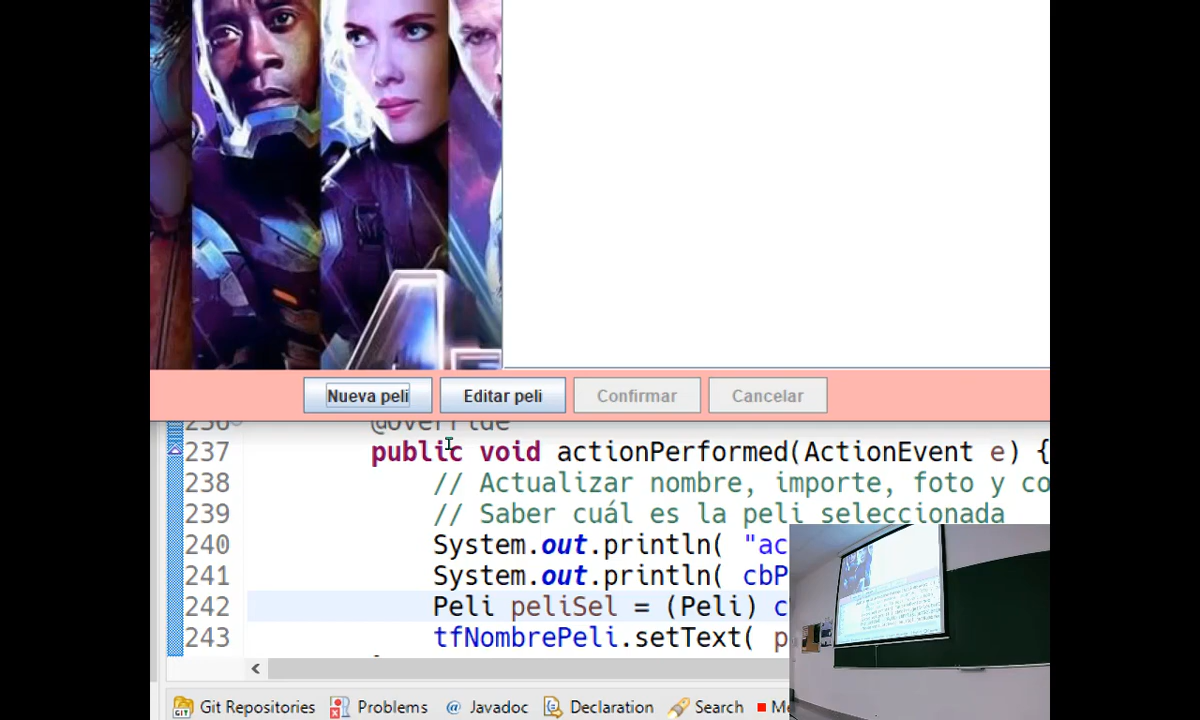 Nueva peli Editar peli Confirmar Cancelar
236 @Override
237 public void actionPerformed(ActionEvent e) {
238 // Actualizar nombre, importe, foto y co
239 // Saber cuál es la peli seleccionada
240 System.out.println( "ac
241 System.out.println( cbP
242 Peli peliSel = (Peli) c
243 tfNombrePeli.setText( p
Git Repositories Problems @ Javadoc Declaration Search